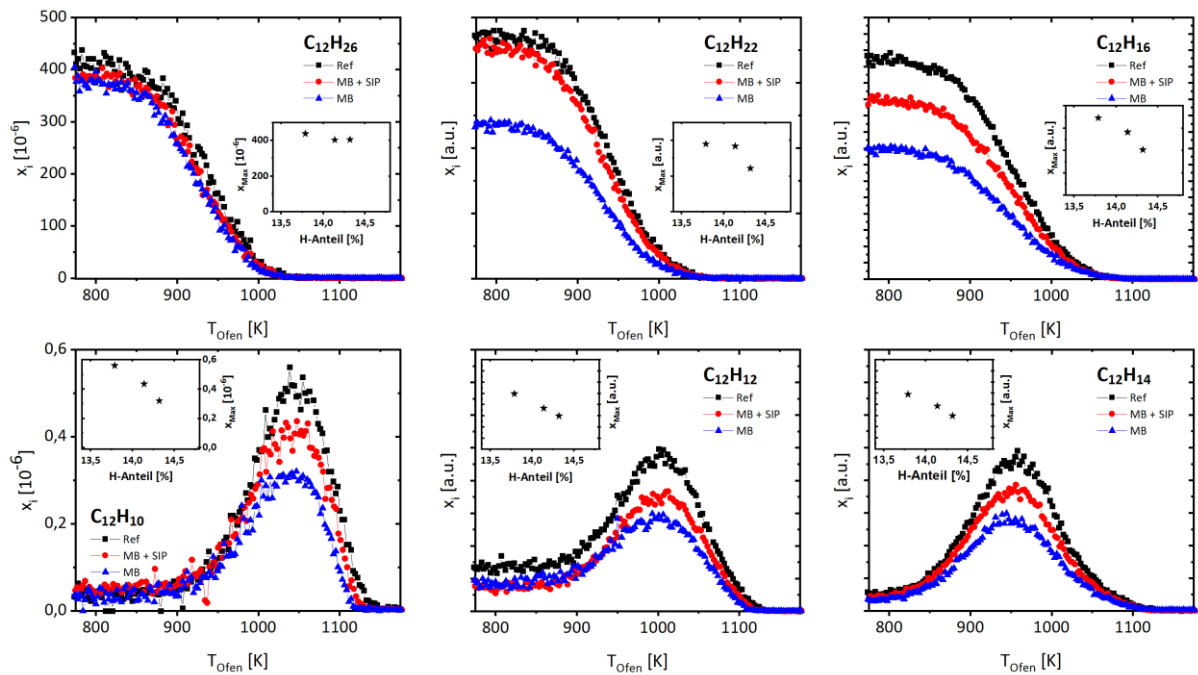 500
400
300
200
100
0
x_i [10^-6]
C12H26
Ref
MB + SIP
MB
400
200
0
x_Max [10^-6]
13,5 14,0 14,5
H-Anteil [%]
800 900 1000 1100
T_Ofen [K]
x_i [a.u.]
C12H22
Ref
MB + SIP
MB
x_Max [a.u.]
13,5 14,0 14,5
H-Anteil [%]
800 900 1000 1100
T_Ofen [K]
x_i [a.u.]
C12H16
Ref
MB + SIP
MB
x_Max [a.u.]
13,5 14,0 14,5
H-Anteil [%]
800 900 1000 1100
T_Ofen [K]
0,6
0,4
0,2
0,0
x_i [10^-6]
0,6
0,4
0,2
0,0
x_Max [10^-6]
13,5 14,0 14,5
H-Anteil [%]
C12H10
Ref
MB + SIP
MB
800 900 1000 1100
T_Ofen [K]
x_i [a.u.]
x_Max [a.u.]
13,5 14,0 14,5
H-Anteil [%]
C12H12
Ref
MB + SIP
MB
800 900 1000 1100
T_Ofen [K]
x_i [a.u.]
x_Max [a.u.]
13,5 14,0 14,5
H-Anteil [%]
C12H14
Ref
MB + SIP
MB
800 900 1000 1100
T_Ofen [K]